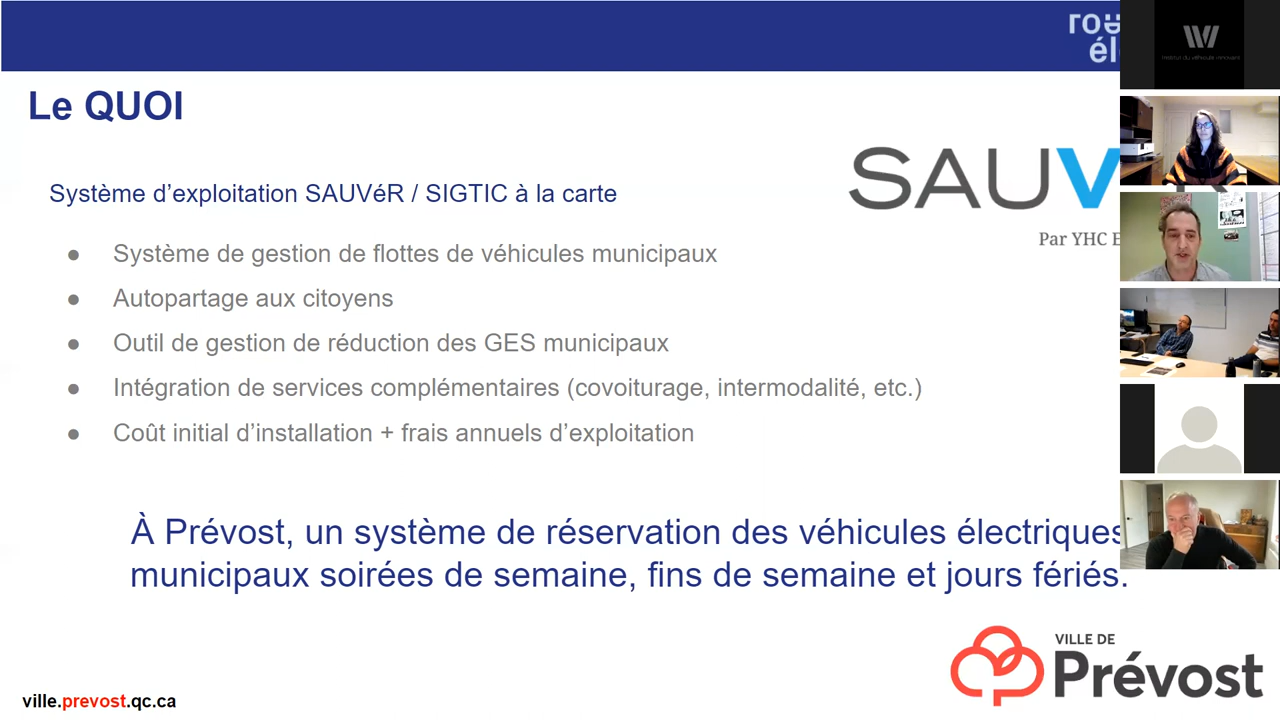 Le QUOI
SAUV
Système d’exploitation SAUVéR / SIGTIC à la carte
Par YHC E
● Système de gestion de flottes de véhicules municipaux
● Autopartage aux citoyens
● Outil de gestion de réduction des GES municipaux
● Intégration de services complémentaires (covoiturage, intermodalité, etc.)
● Coût initial d’installation + frais annuels d’exploitation
À Prévost, un système de réservation des véhicules électriques
municipaux soirées de semaine, fins de semaine et jours fériés.
VILLE DE
Prévost
ville.prevost.qc.ca